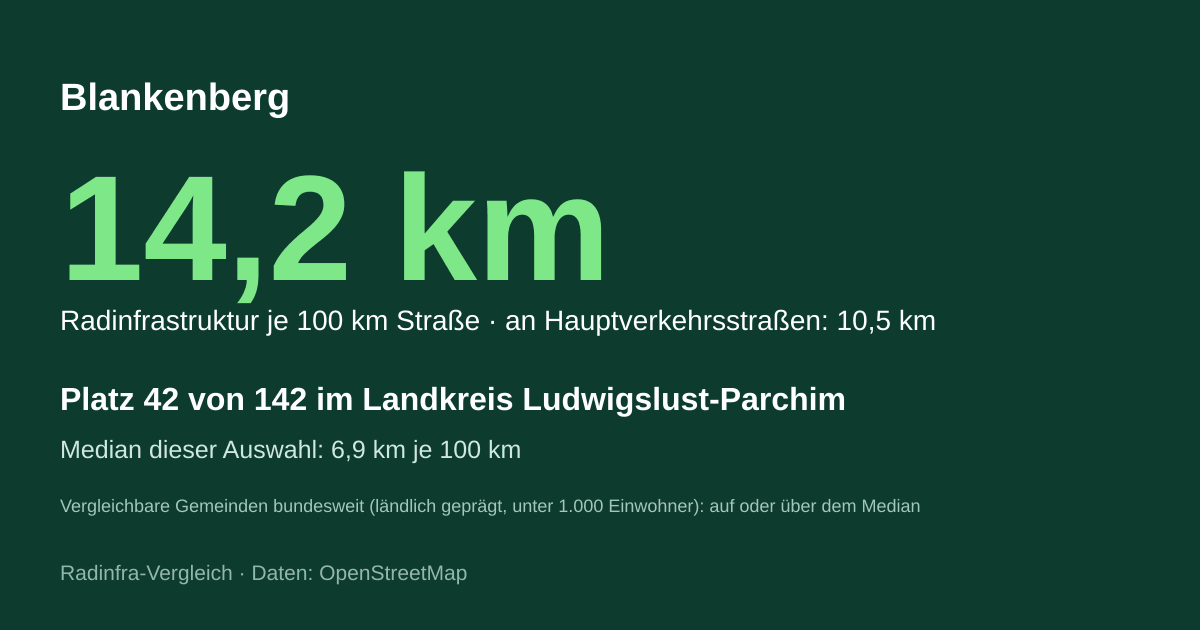 Blankenberg
14,2 km
Radinfrastruktur je 100 km Straße · an Hauptverkehrsstraßen: 10,5 km
Platz 42 von 142 im Landkreis Ludwigslust-Parchim
Median dieser Auswahl: 6,9 km je 100 km
Vergleichbare Gemeinden bundesweit (ländlich geprägt, unter 1.000 Einwohner): auf oder über dem Median
Radinfra-Vergleich · Daten: OpenStreetMap